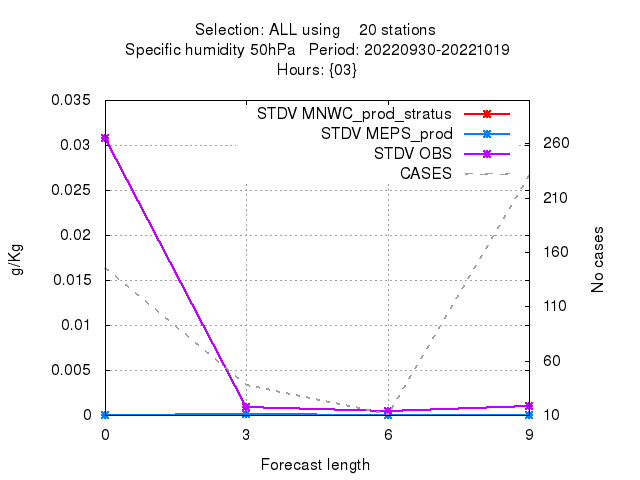 Selection: ALL using    20 stations
Specific humidity 50hPa   Period: 20220930-20221019
Hours: {03}
0.035
0.03
0.025
0.02
0.015
0.01
0.005
0
g/Kg
STDV MNWC_prod_stratus
STDV MEPS_prod
STDV OBS
CASES
260
210
160
110
60
10
No cases
0
3
6
9
Forecast length